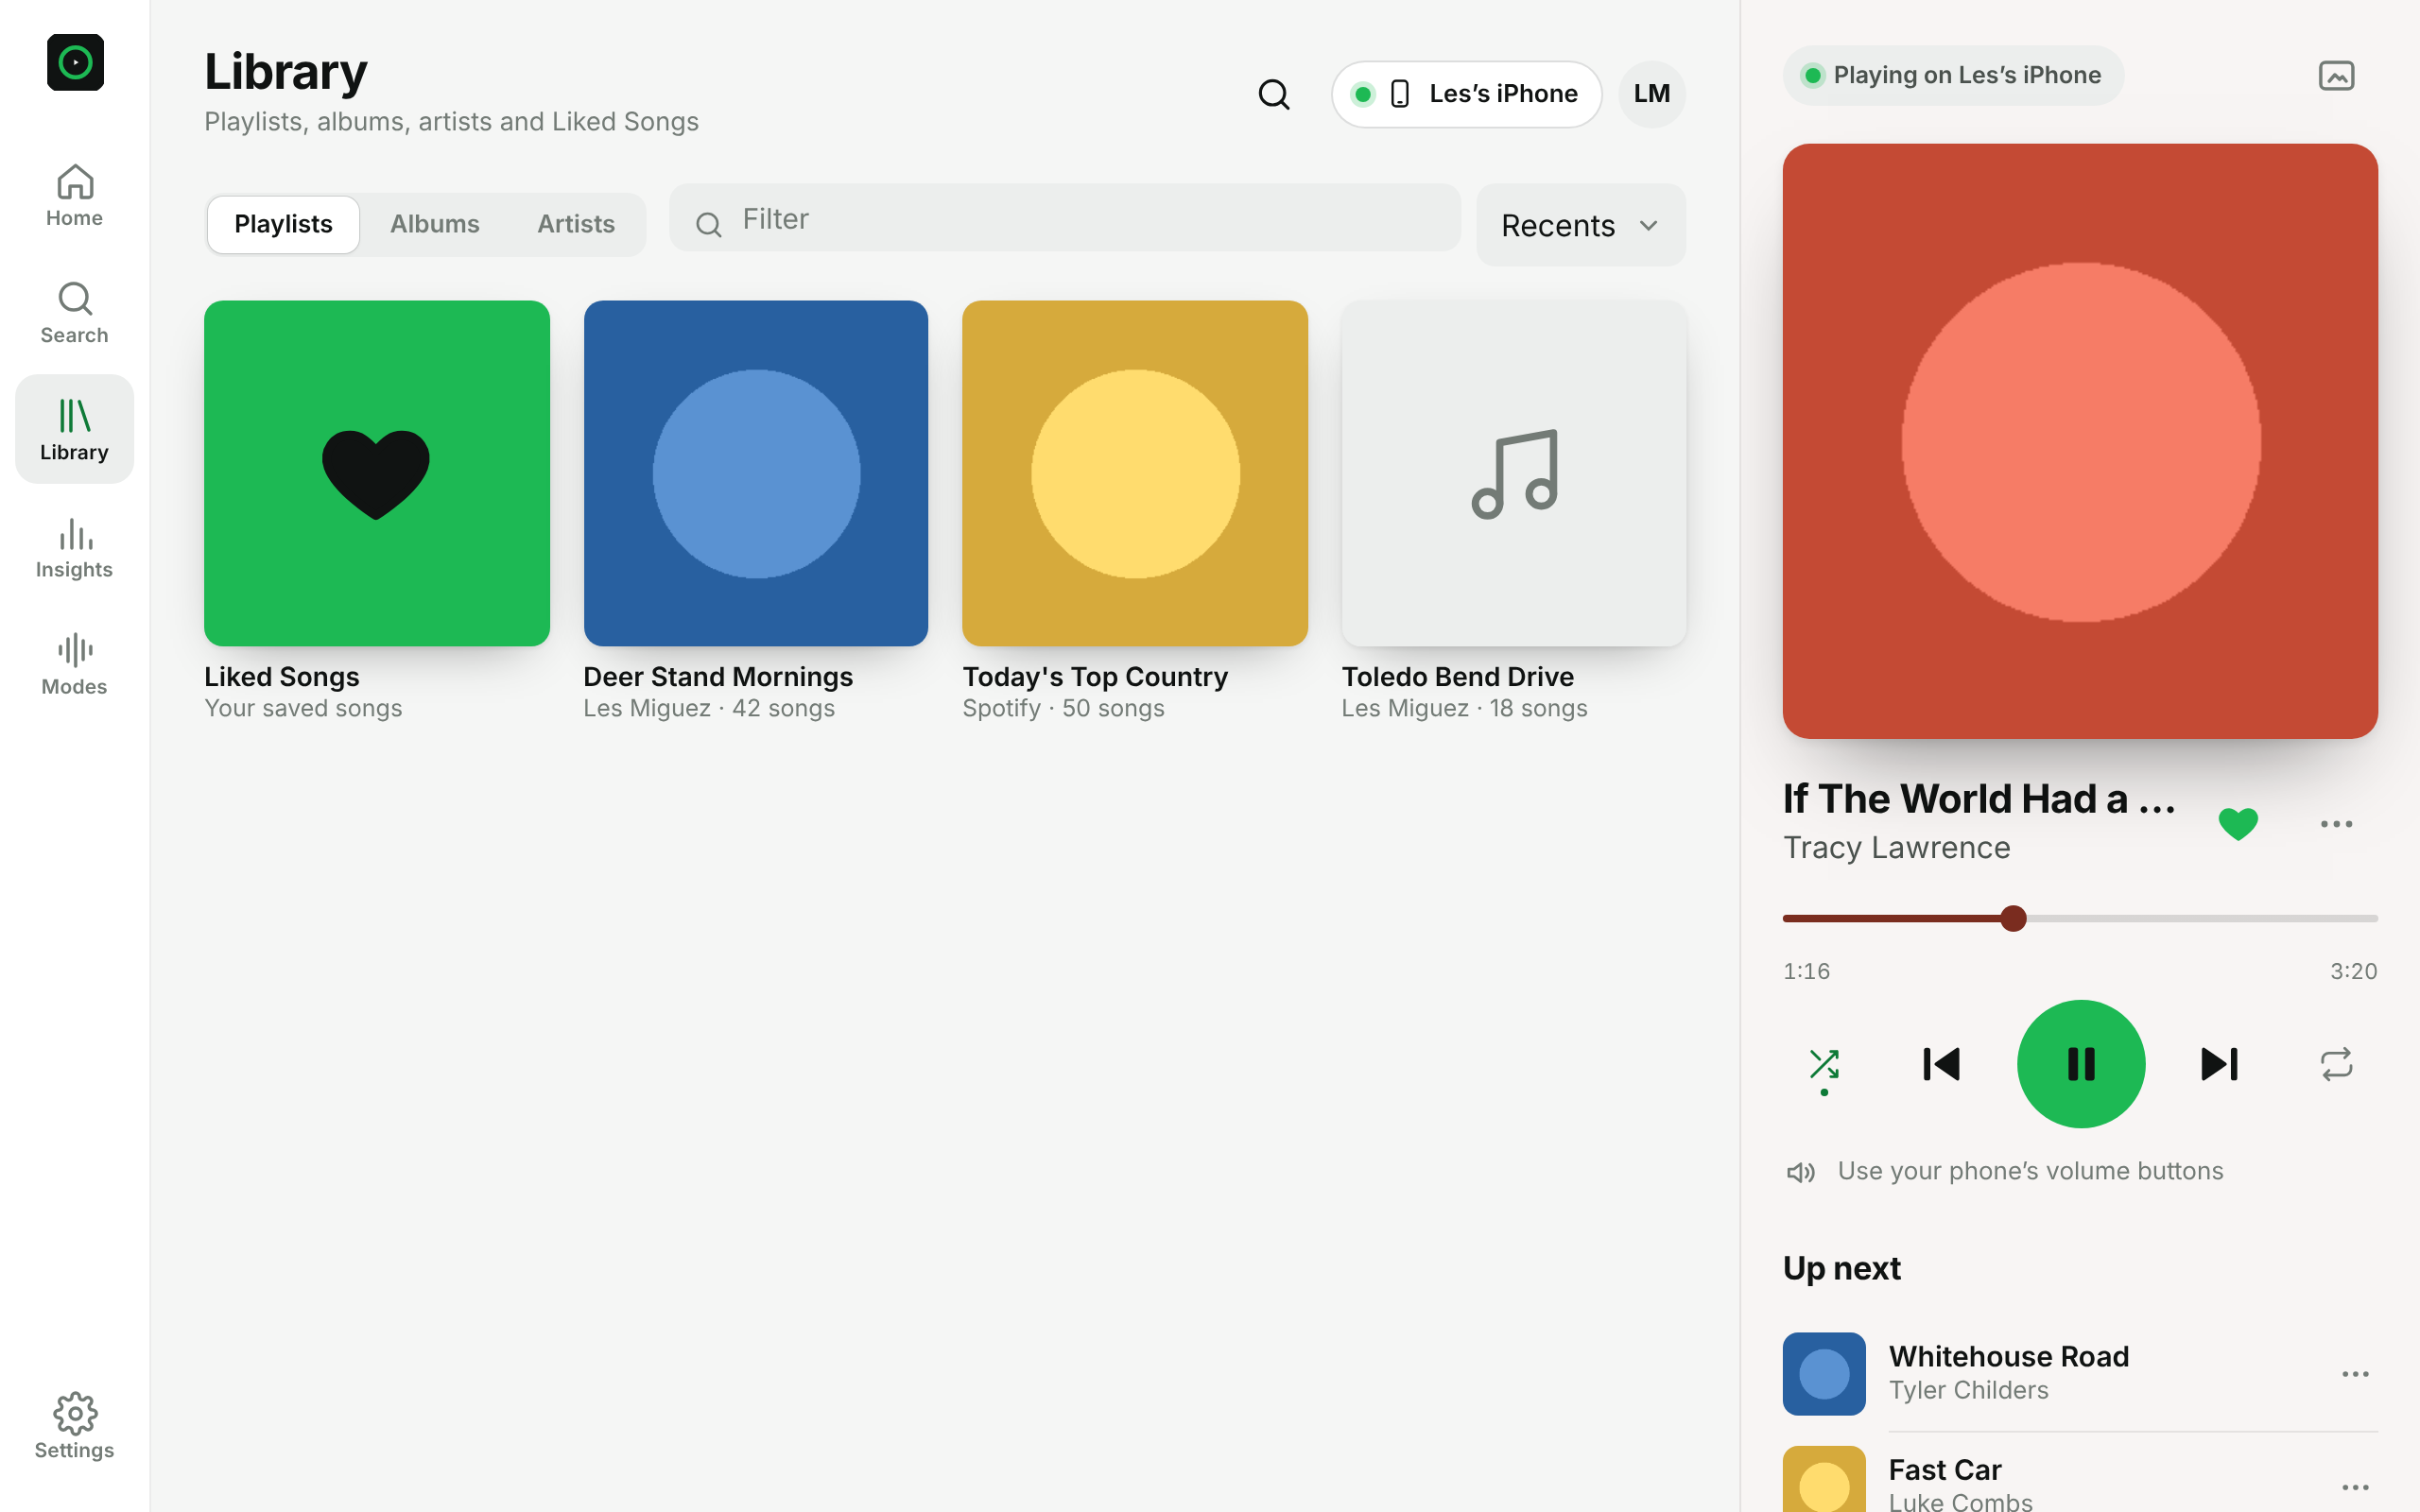 Library
Playlists, albums, artists and Liked Songs
Les’s iPhone
LM
Home
Search
Library
Insights
Modes
Settings
Playlists
Albums
Artists
Filter
Recents
Liked Songs
Your saved songs
Deer Stand Mornings
Les Miguez · 42 songs
Today's Top Country
Spotify · 50 songs
Toledo Bend Drive
Les Miguez · 18 songs
Playing on Les’s iPhone
If The World Had a ...
Tracy Lawrence
1:16
3:20
Use your phone’s volume buttons
Up next
Whitehouse Road
Tyler Childers
Fast Car
Luke Combs